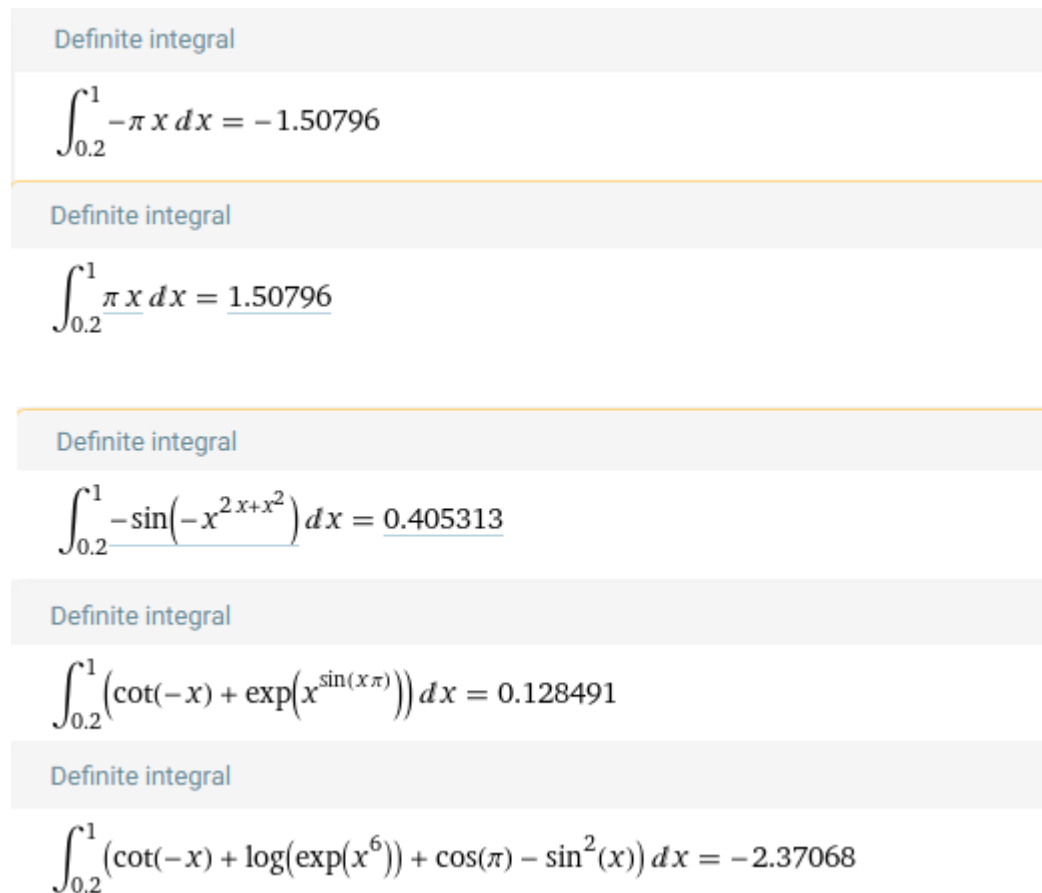 Definite integral
∫_{0.2}^{1} −π x dx = −1.50796
Definite integral
∫_{0.2}^{1} π x dx = 1.50796
Definite integral
∫_{0.2}^{1} −sin(−x^{2x+x^2}) dx = 0.405313
Definite integral
∫_{0.2}^{1} (cot(−x) + exp(x^{sin(xπ)})) dx = 0.128491
Definite integral
∫_{0.2}^{1} (cot(−x) + log(exp(x^6)) + cos(π) − sin^2(x)) dx = −2.37068